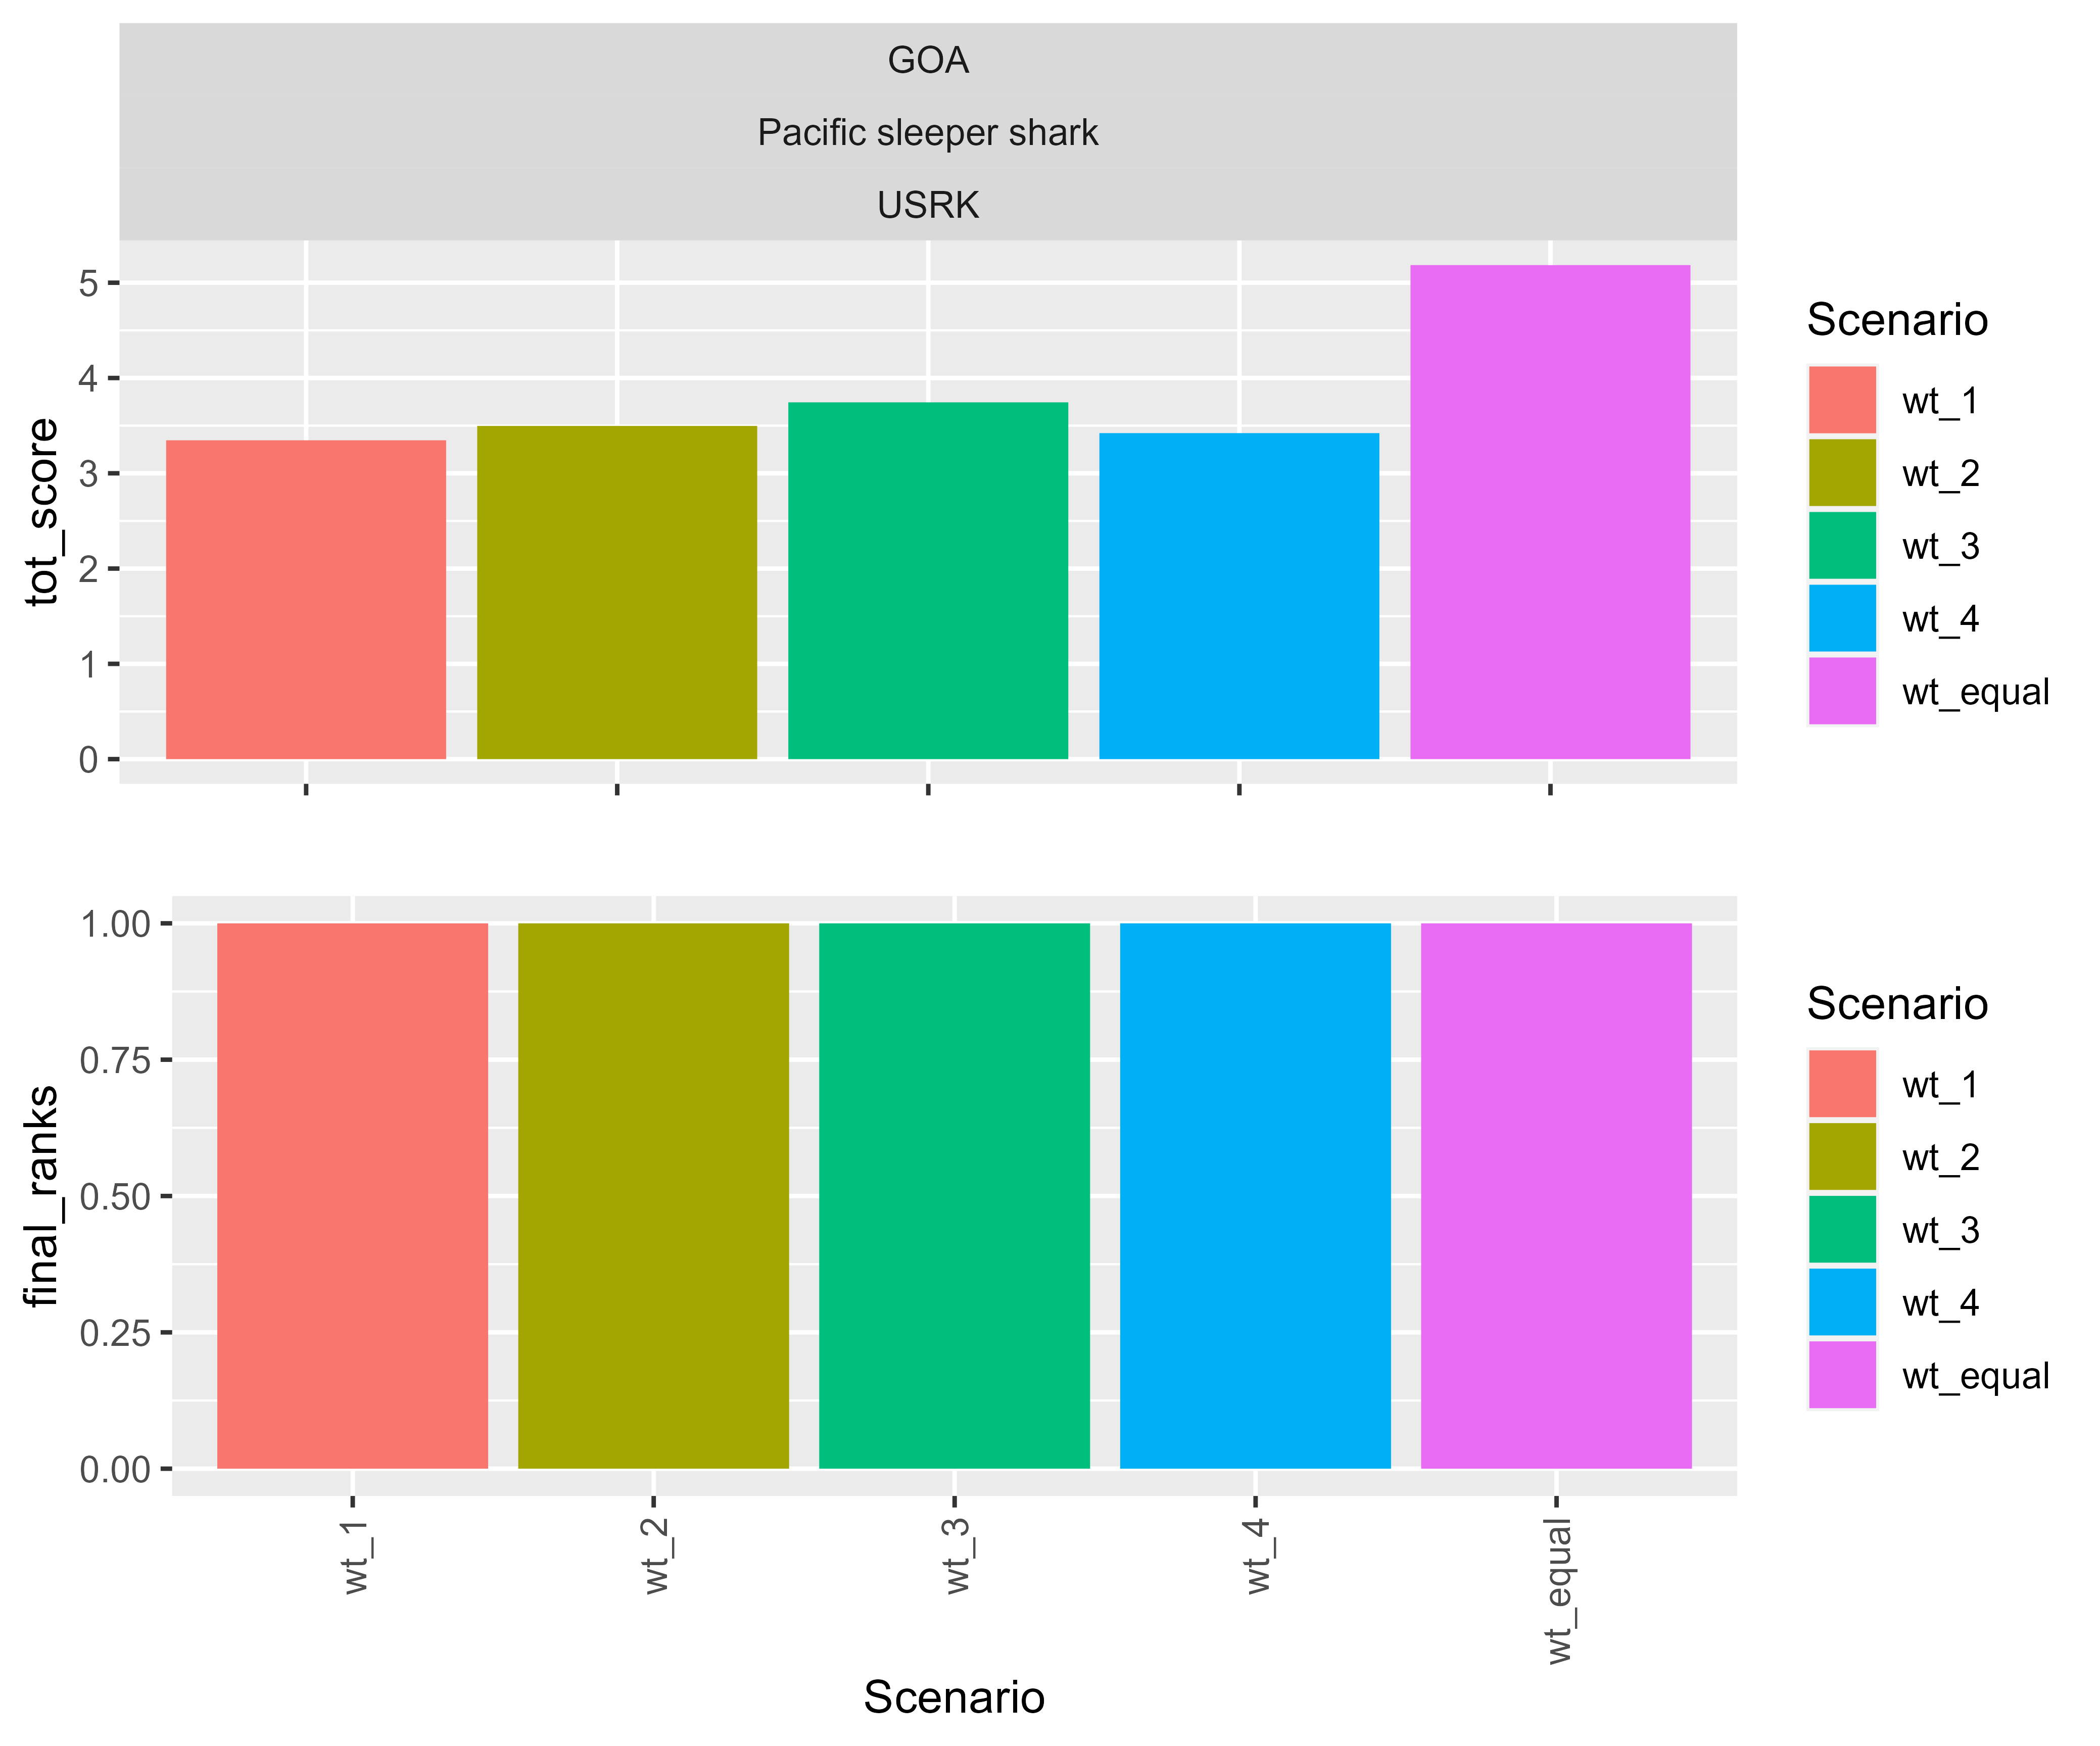 GOA
Pacific sleeper shark
USRK
tot_score
5
4
3
2
1
0
Scenario
wt_1
wt_2
wt_3
wt_4
wt_equal
final_ranks
1.00
0.75
0.50
0.25
0.00
wt_1
wt_2
wt_3
wt_4
wt_equal
Scenario
Scenario
wt_1
wt_2
wt_3
wt_4
wt_equal